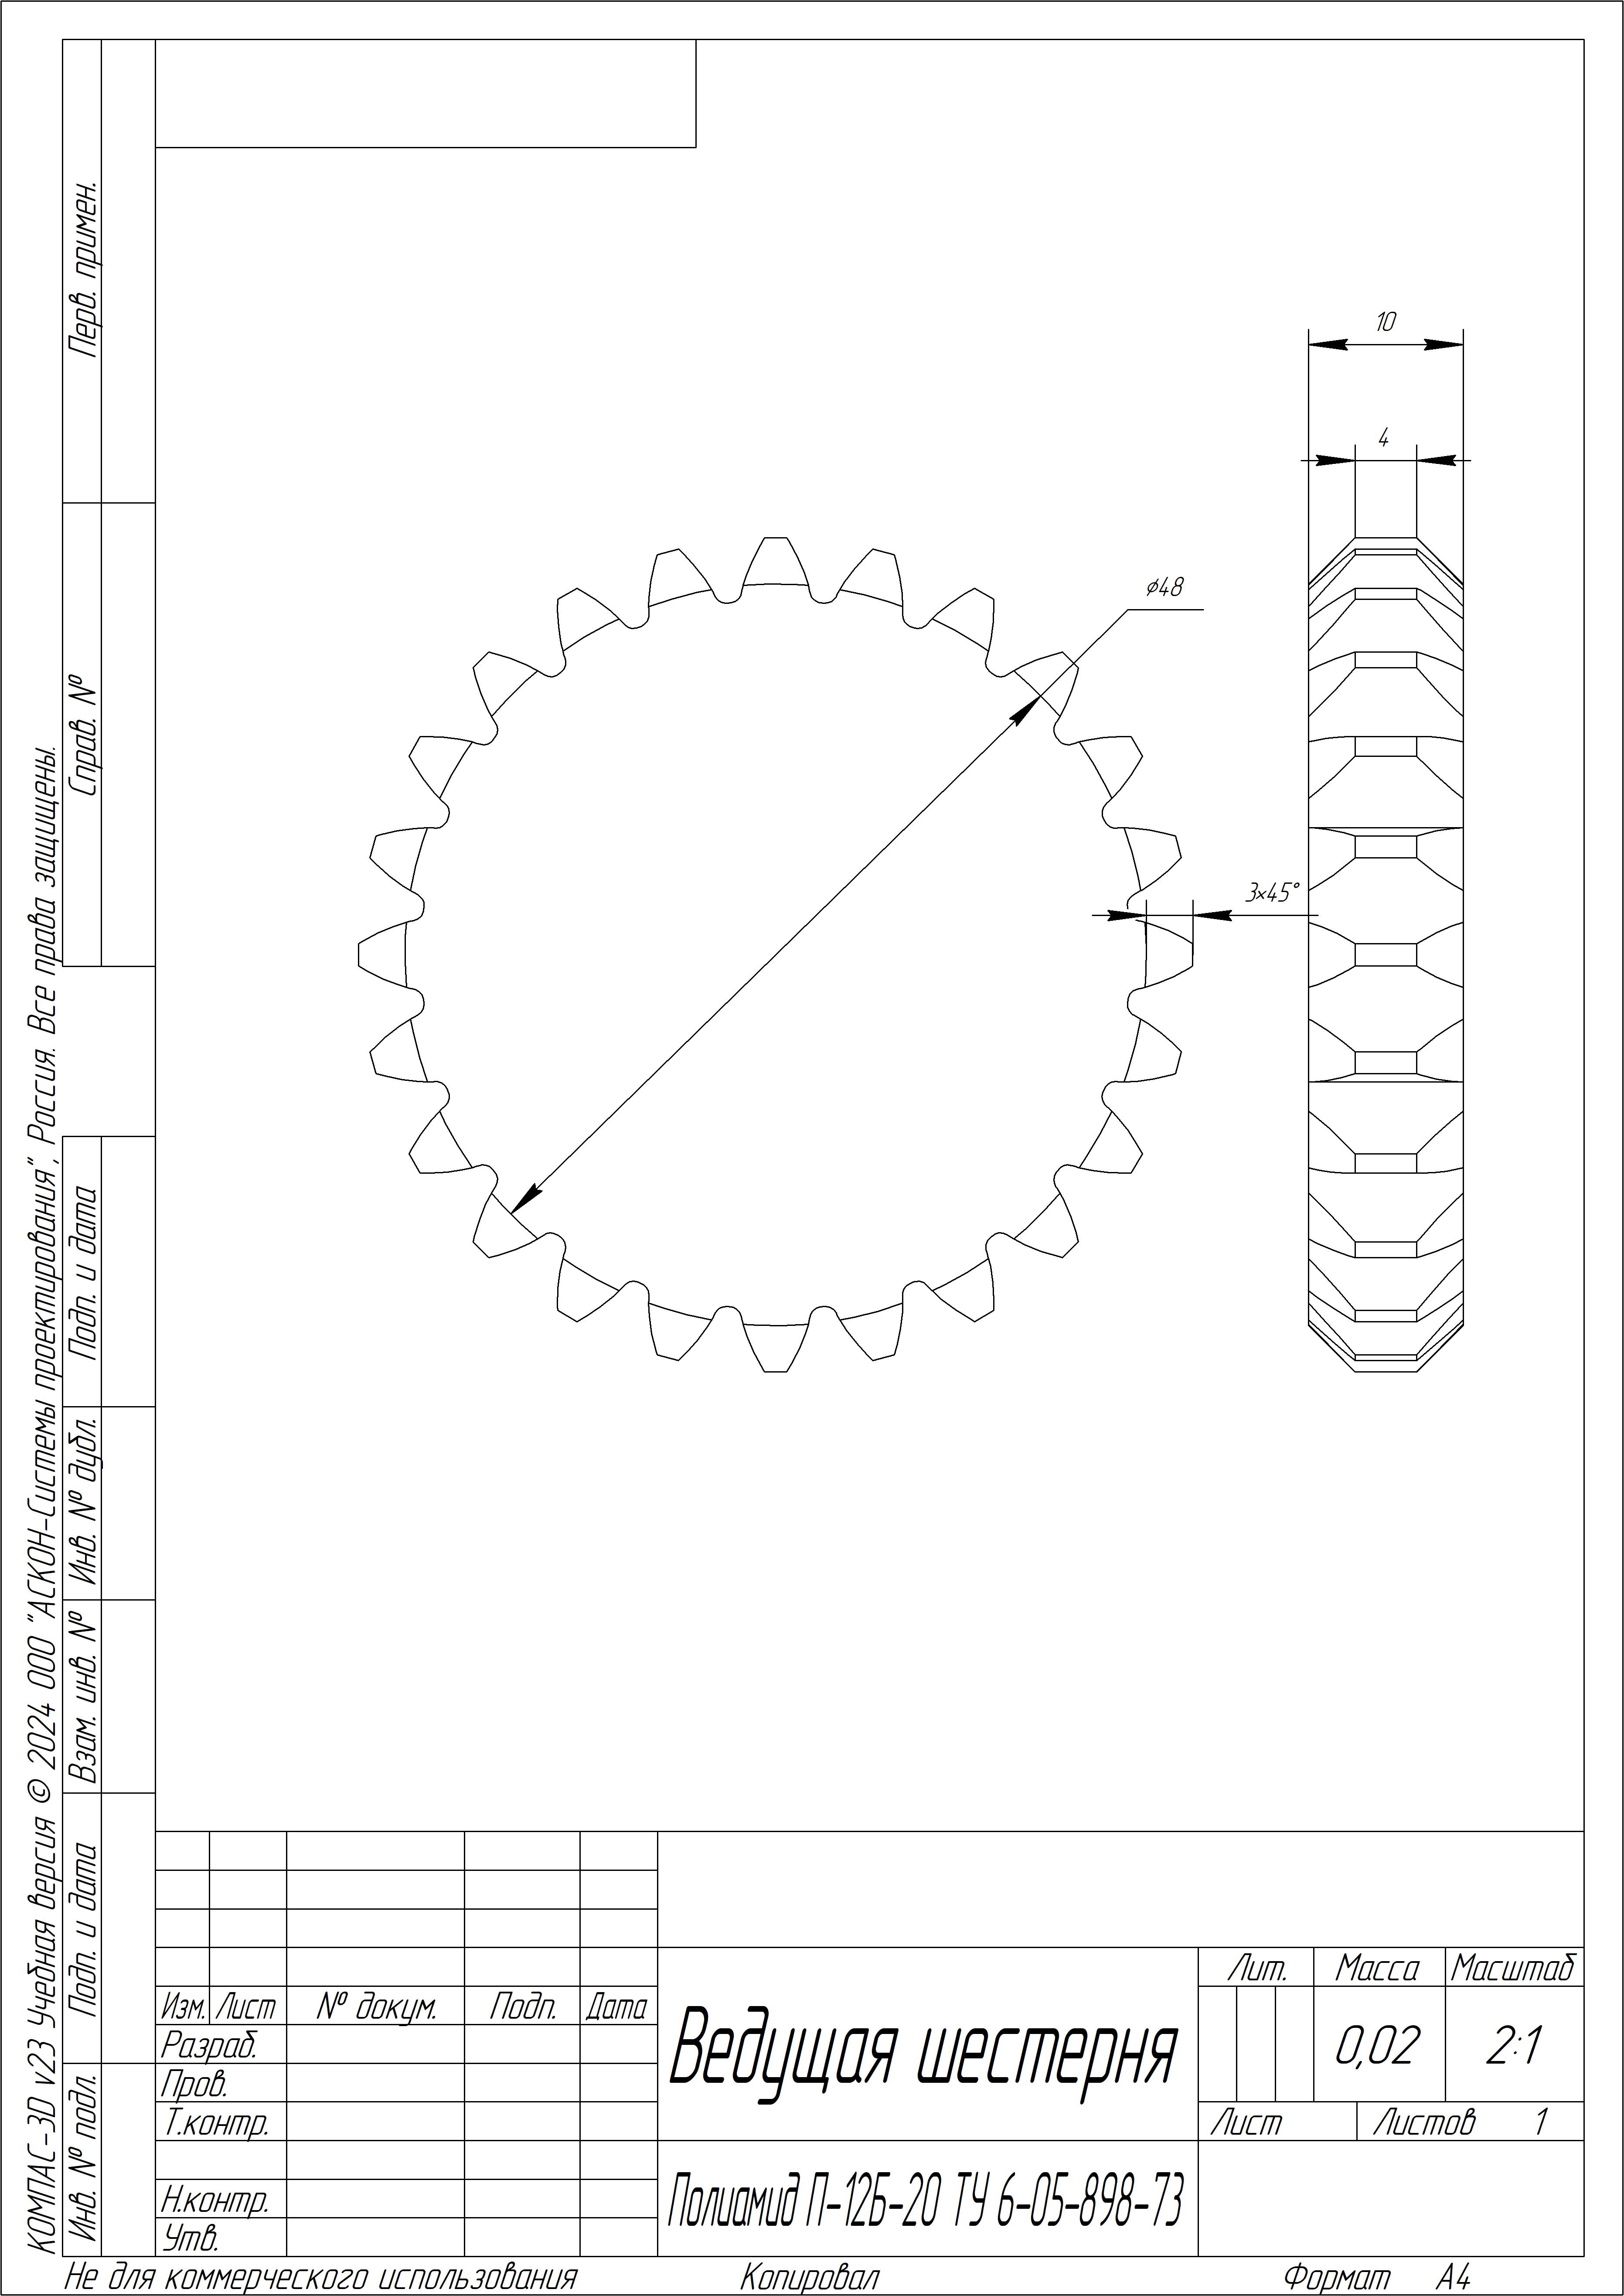 Перв. примен.
Справ. №
Подп. и дата
Инв. № дубл.
Взам. инв. №
Подп. и дата
Инв. № подл.
КОМПАС-3D v23 Учебная версия © 2024 ООО "АСКОН-Системы проектирования", Россия. Все права защищены.
10
4
⌀48
3×45°
Лит. Масса Масштаб
Изм. Лист № докум. Подп. Дата
Разраб.
Пров.
Т.контр.
Н.контр.
Утв.
Ведущая шестерня
0,02 2:1
Лист Листов 1
Полиамид П-12Б-20 ТУ 6-05-898-73
Не для коммерческого использования Копировал Формат А4